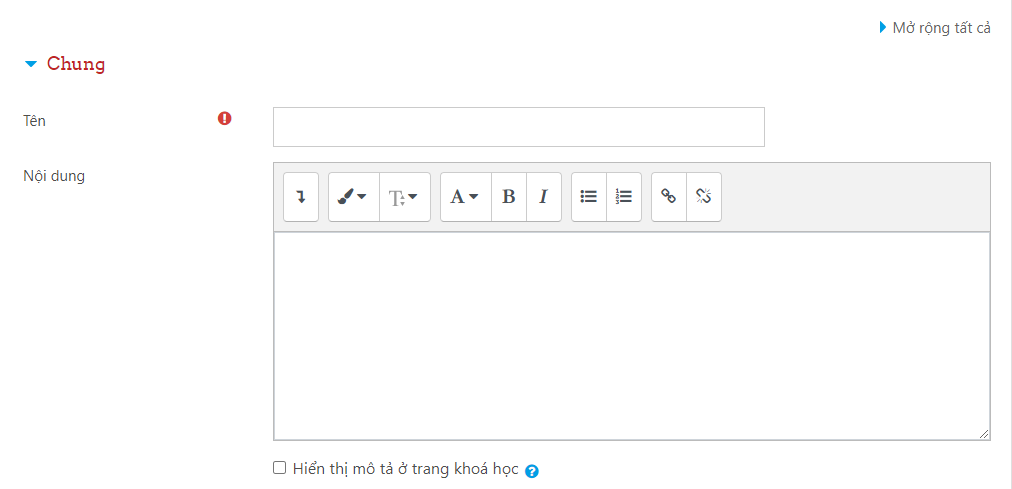 Mở rộng tất cả
Chung
Tên
Nội dung
A B I
Hiển thị mô tả ở trang khoá học